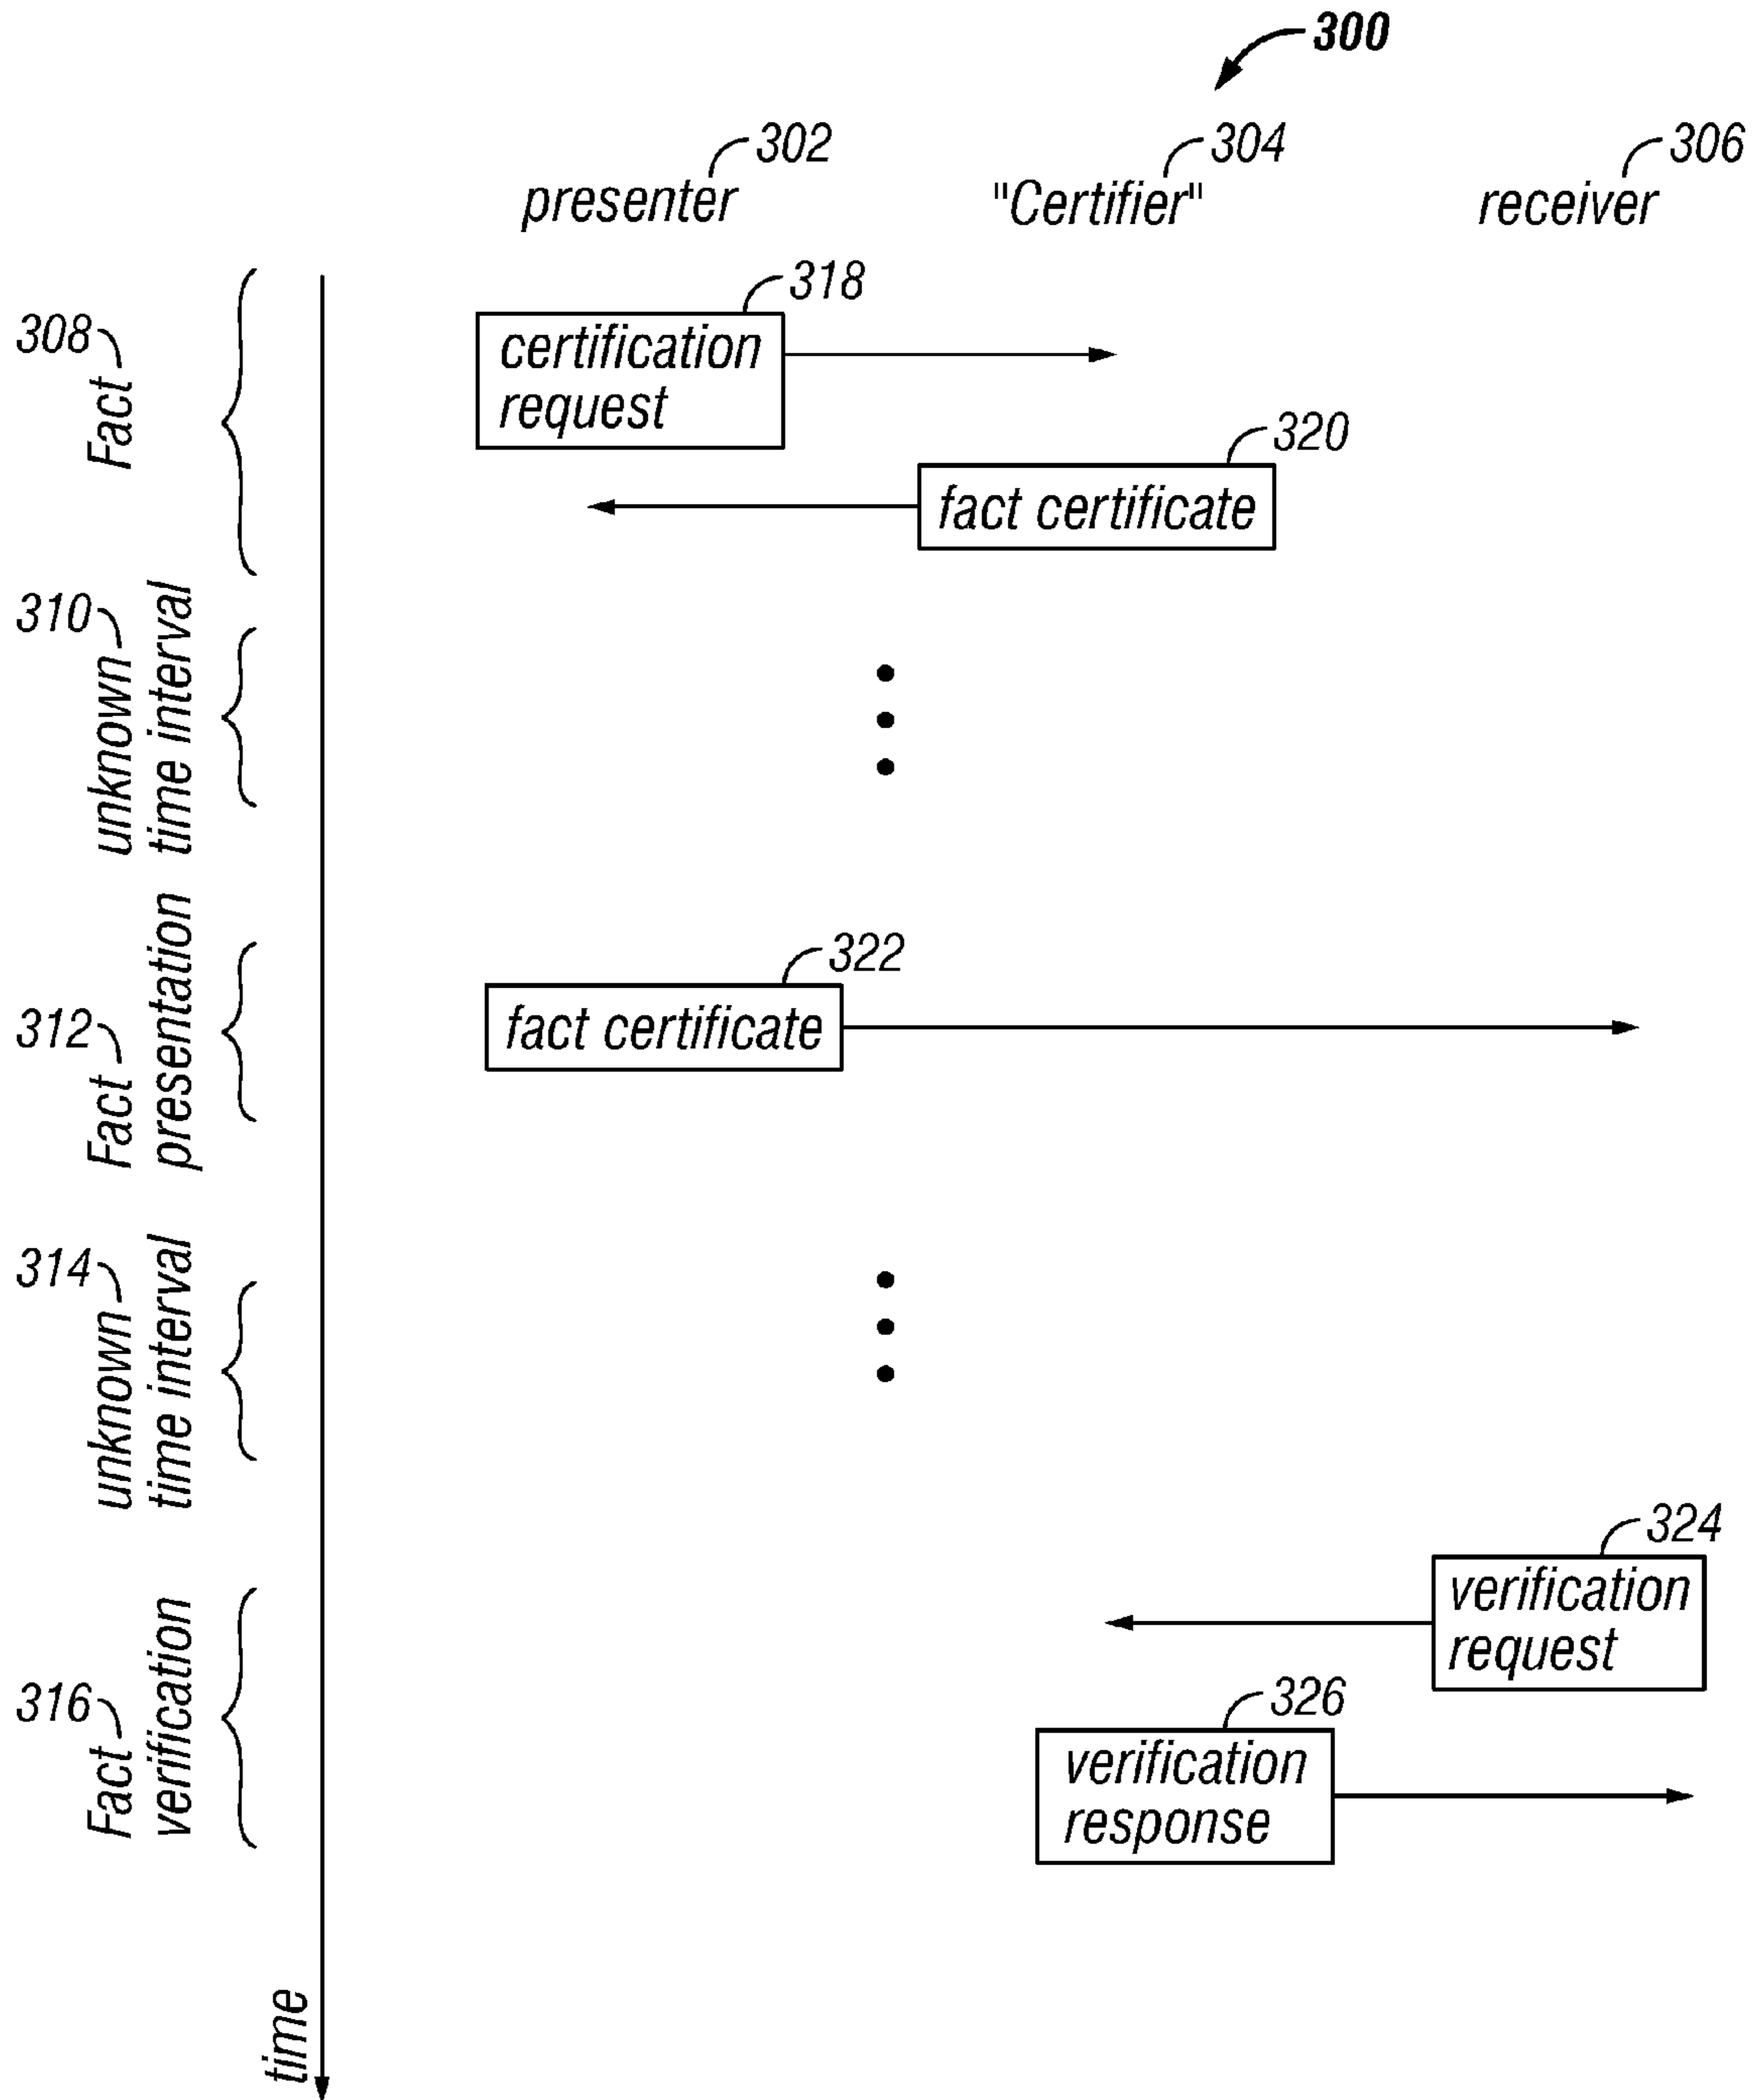 300
302
304
306
presenter
"Certifier"
receiver
318
308
Fact
certification
request
320
fact certificate
310
unknown
time interval
322
312
Fact
presentation
fact certificate
314
unknown
time interval
324
verification
request
316
Fact
verification
326
verification
response
time